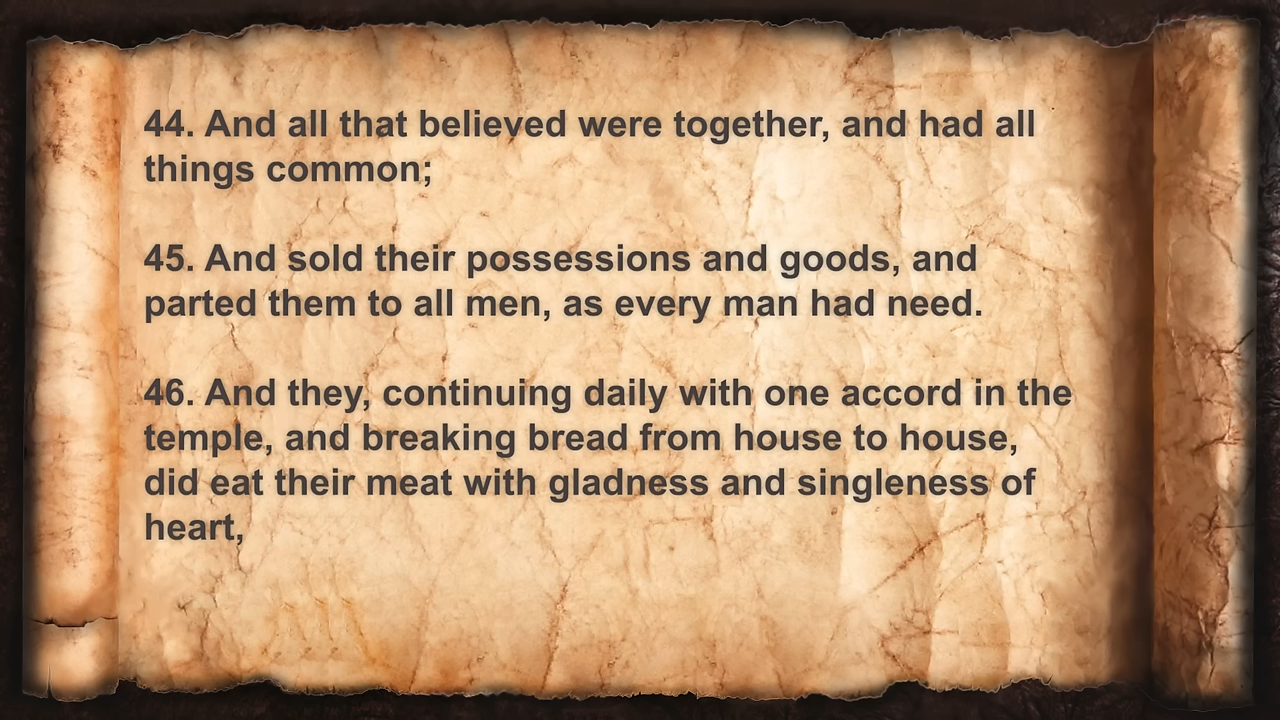 44. And all that believed were together, and had all
things common;
45. And sold their possessions and goods, and
parted them to all men, as every man had need.
46. And they, continuing daily with one accord in the
temple, and breaking bread from house to house,
did eat their meat with gladness and singleness of
heart,